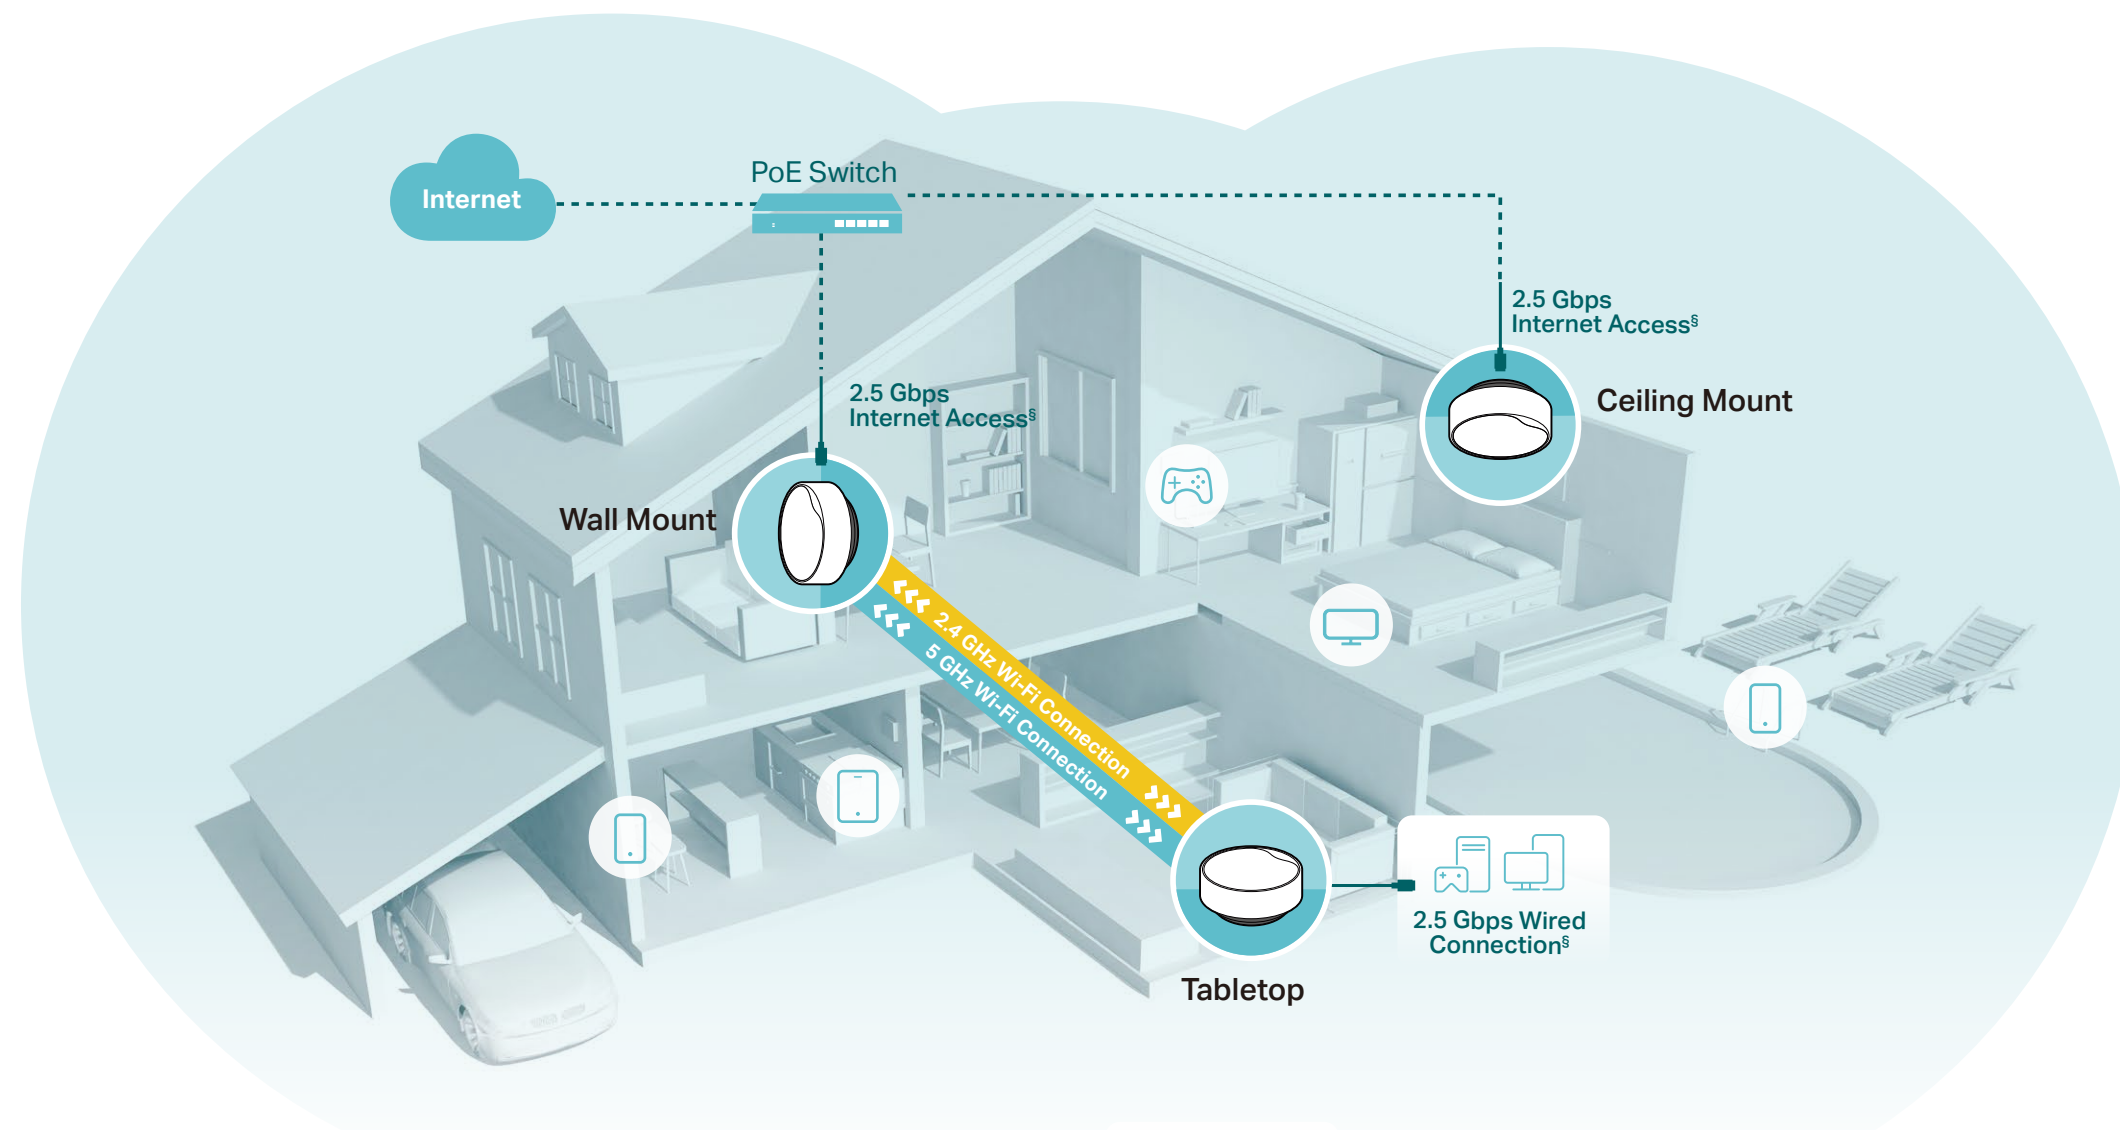 PoE Switch
Internet
2.5 Gbps
Internet Access§
2.5 Gbps
Internet Access§
Ceiling Mount
Wall Mount
2.4 GHz Wi-Fi Connection
5 GHz Wi-Fi Connection
2.5 Gbps Wired
Connection§
Tabletop